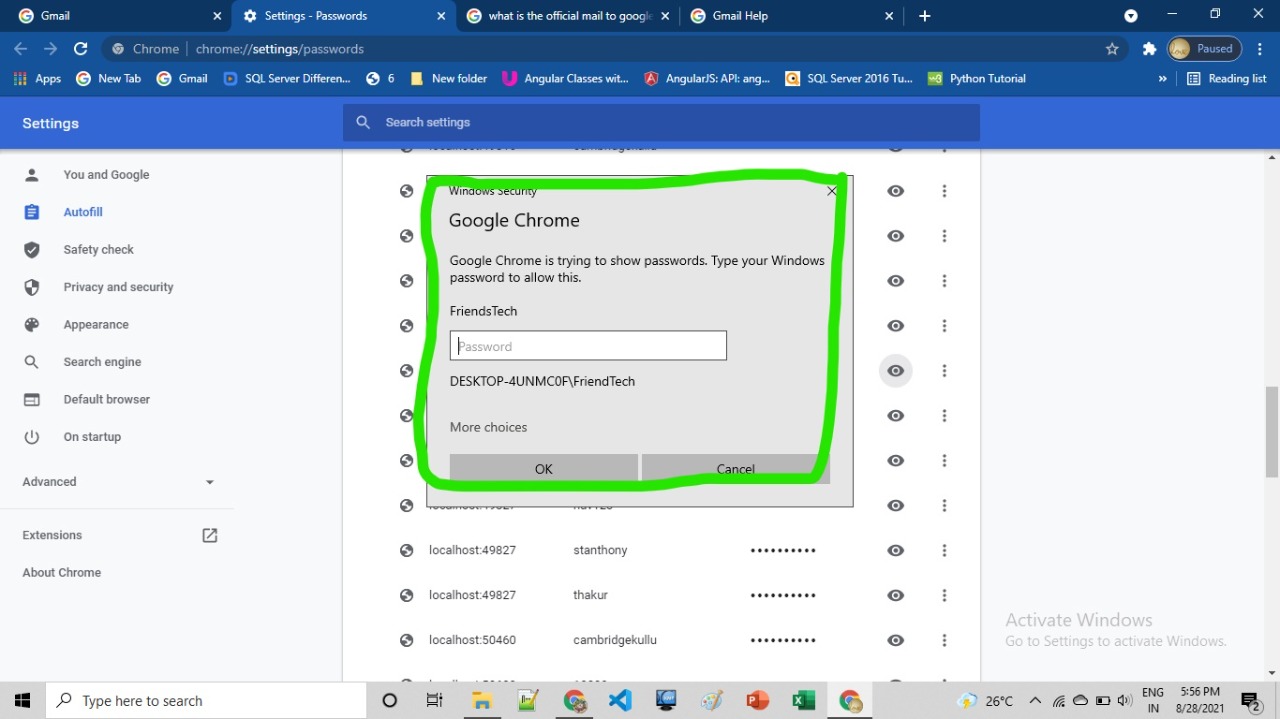 Gmail
Settings - Passwords
what is the official mail to google
Gmail Help
Chrome
chrome://settings/passwords
Paused
Apps
New Tab
Gmail
SQL Server Differen...
6
New folder
Angular Classes wit...
AngularJS: API: ang...
SQL Server 2016 Tu...
Python Tutorial
»
Reading list
Settings
Search settings
You and Google
Autofill
Safety check
Privacy and security
Appearance
Search engine
Default browser
On startup
Advanced
Extensions
About Chrome
Windows Security
Google Chrome
Google Chrome is trying to show passwords. Type your Windows
password to allow this.
FriendsTech
Password
DESKTOP-4UNMC0F\FriendTech
More choices
OK
Cancel
localhost:49827 stanthony ••••••••••
localhost:49827 thakur ••••••••••
localhost:50460 cambridgekullu ••••••••••
Activate Windows
Go to Settings to activate Windows.
Type here to search
26°C
ENG
IN
5:56 PM
8/28/2021
2